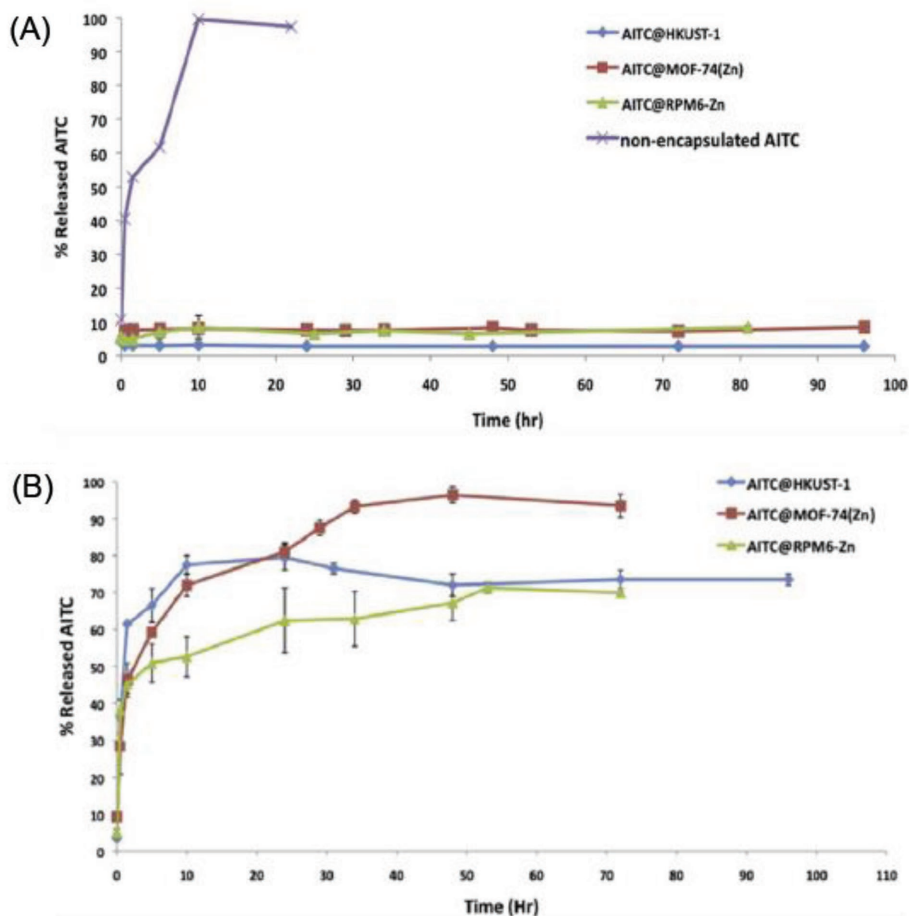 (A)
% Released AITC
100
90
80
70
60
50
40
30
20
10
0
0 10 20 30 40 50 60 70 80 90 100
Time (hr)
AITC@HKUST-1
AITC@MOF-74(Zn)
AITC@RPM6-Zn
non-encapsulated AITC
(B)
% Released AITC
100
90
80
70
60
50
40
30
20
10
0
0 10 20 30 40 50 60 70 80 90 100 110
Time (Hr)
AITC@HKUST-1
AITC@MOF-74(Zn)
AITC@RPM6-Zn